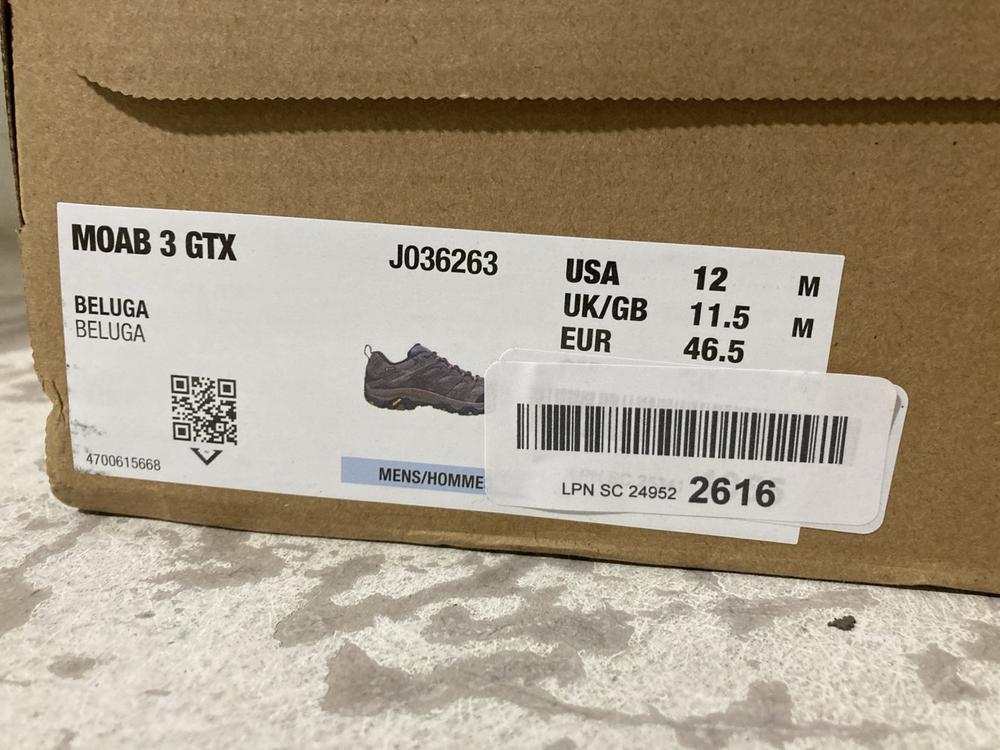 MOAB 3 GTX
J036263
USA 12 M
UK/GB 11.5 M
EUR 46.5
BELUGA
BELUGA
4700615668
MENS/HOMME
LPN SC 24952 2616